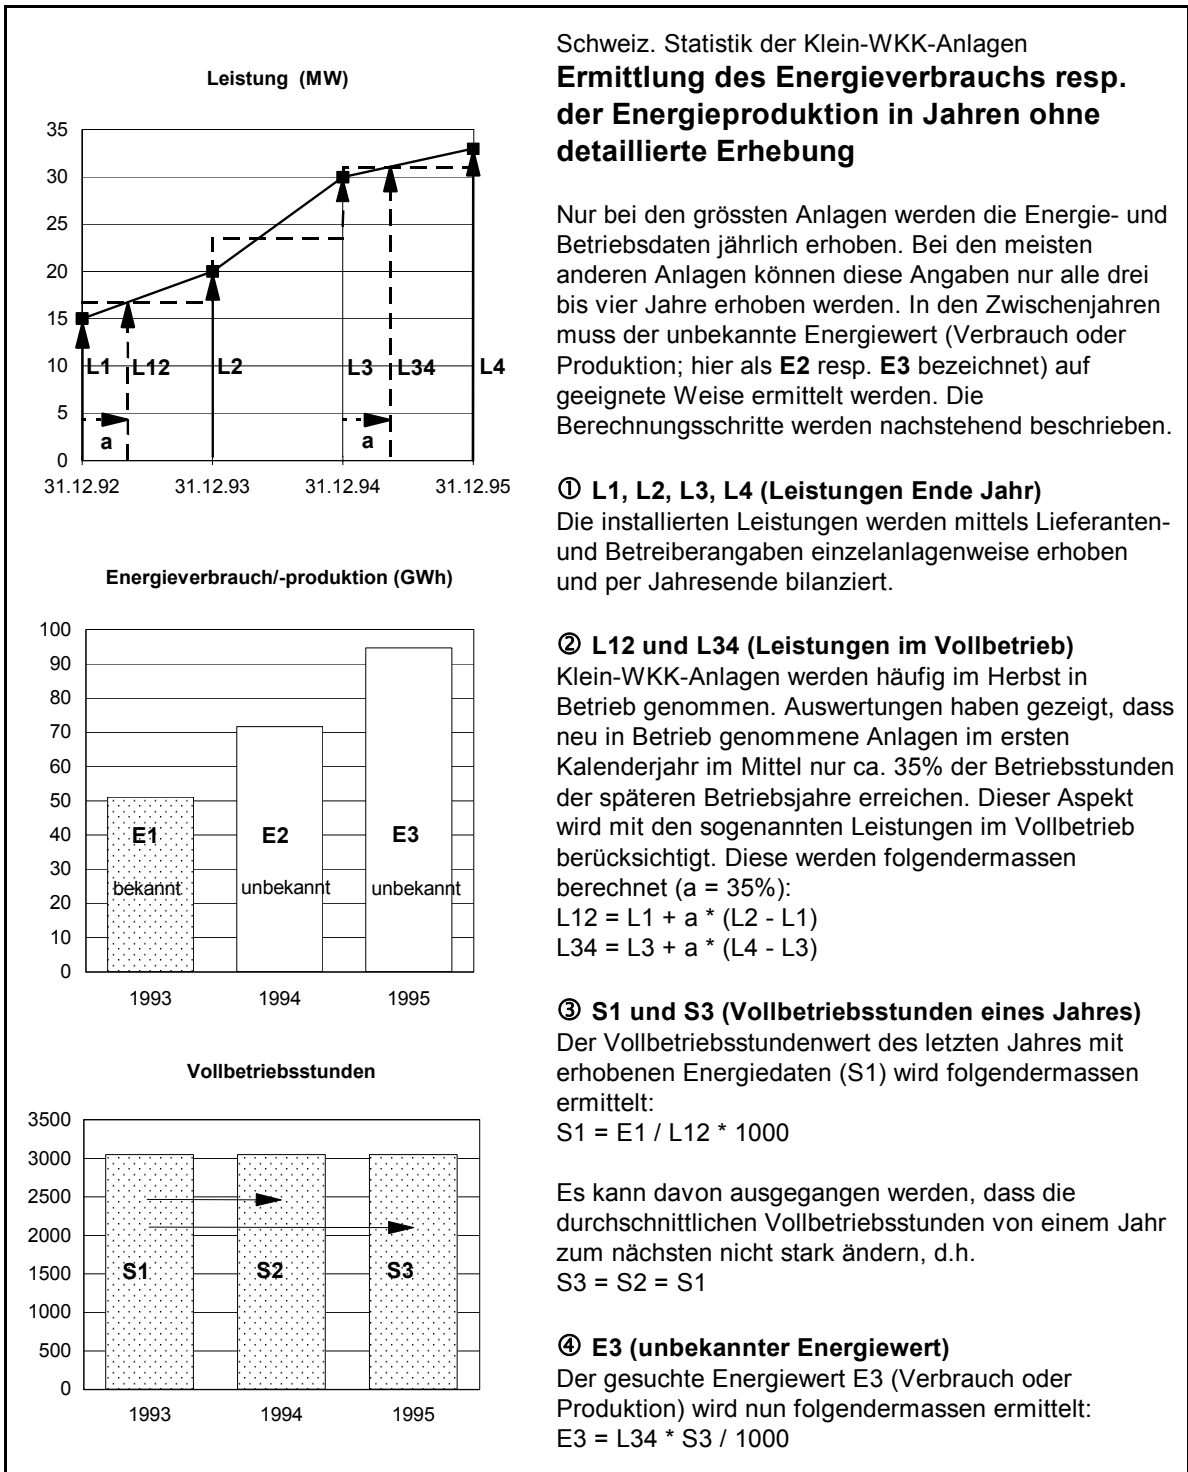 Leistung (MW)
35
30
25
20
15
10
5
0
L1
L12
L2
L3
L34
L4
a
a
31.12.92
31.12.93
31.12.94
31.12.95
Energieverbrauch/-produktion (GWh)
100
90
80
70
60
50
40
30
20
10
0
E1
E2
E3
bekannt
unbekannt
unbekannt
1993
1994
1995
Vollbetriebsstunden
3500
3000
2500
2000
1500
1000
500
0
S1
S2
S3
1993
1994
1995
Schweiz. Statistik der Klein-WKK-Anlagen
Ermittlung des Energieverbrauchs resp.
der Energieproduktion in Jahren ohne
detaillierte Erhebung
Nur bei den grössten Anlagen werden die Energie- und
Betriebsdaten jährlich erhoben. Bei den meisten
anderen Anlagen können diese Angaben nur alle drei
bis vier Jahre erhoben werden. In den Zwischenjahren
muss der unbekannte Energiewert (Verbrauch oder
Produktion; hier als E2 resp. E3 bezeichnet) auf
geeignete Weise ermittelt werden. Die
Berechnungsschritte werden nachstehend beschrieben.
① L1, L2, L3, L4 (Leistungen Ende Jahr)
Die installierten Leistungen werden mittels Lieferanten-
und Betreiberangaben einzelanlagenweise erhoben
und per Jahresende bilanziert.
② L12 und L34 (Leistungen im Vollbetrieb)
Klein-WKK-Anlagen werden häufig im Herbst in
Betrieb genommen. Auswertungen haben gezeigt, dass
neu in Betrieb genommene Anlagen im ersten
Kalenderjahr im Mittel nur ca. 35% der Betriebsstunden
der späteren Betriebsjahre erreichen. Dieser Aspekt
wird mit den sogenannten Leistungen im Vollbetrieb
berücksichtigt. Diese werden folgendermassen
berechnet (a = 35%):
L12 = L1 + a * (L2 - L1)
L34 = L3 + a * (L4 - L3)
③ S1 und S3 (Vollbetriebsstunden eines Jahres)
Der Vollbetriebsstundenwert des letzten Jahres mit
erhobenen Energiedaten (S1) wird folgendermassen
ermittelt:
S1 = E1 / L12 * 1000
Es kann davon ausgegangen werden, dass die
durchschnittlichen Vollbetriebsstunden von einem Jahr
zum nächsten nicht stark ändern, d.h.
S3 = S2 = S1
④ E3 (unbekannter Energiewert)
Der gesuchte Energiewert E3 (Verbrauch oder
Produktion) wird nun folgendermassen ermittelt:
E3 = L34 * S3 / 1000